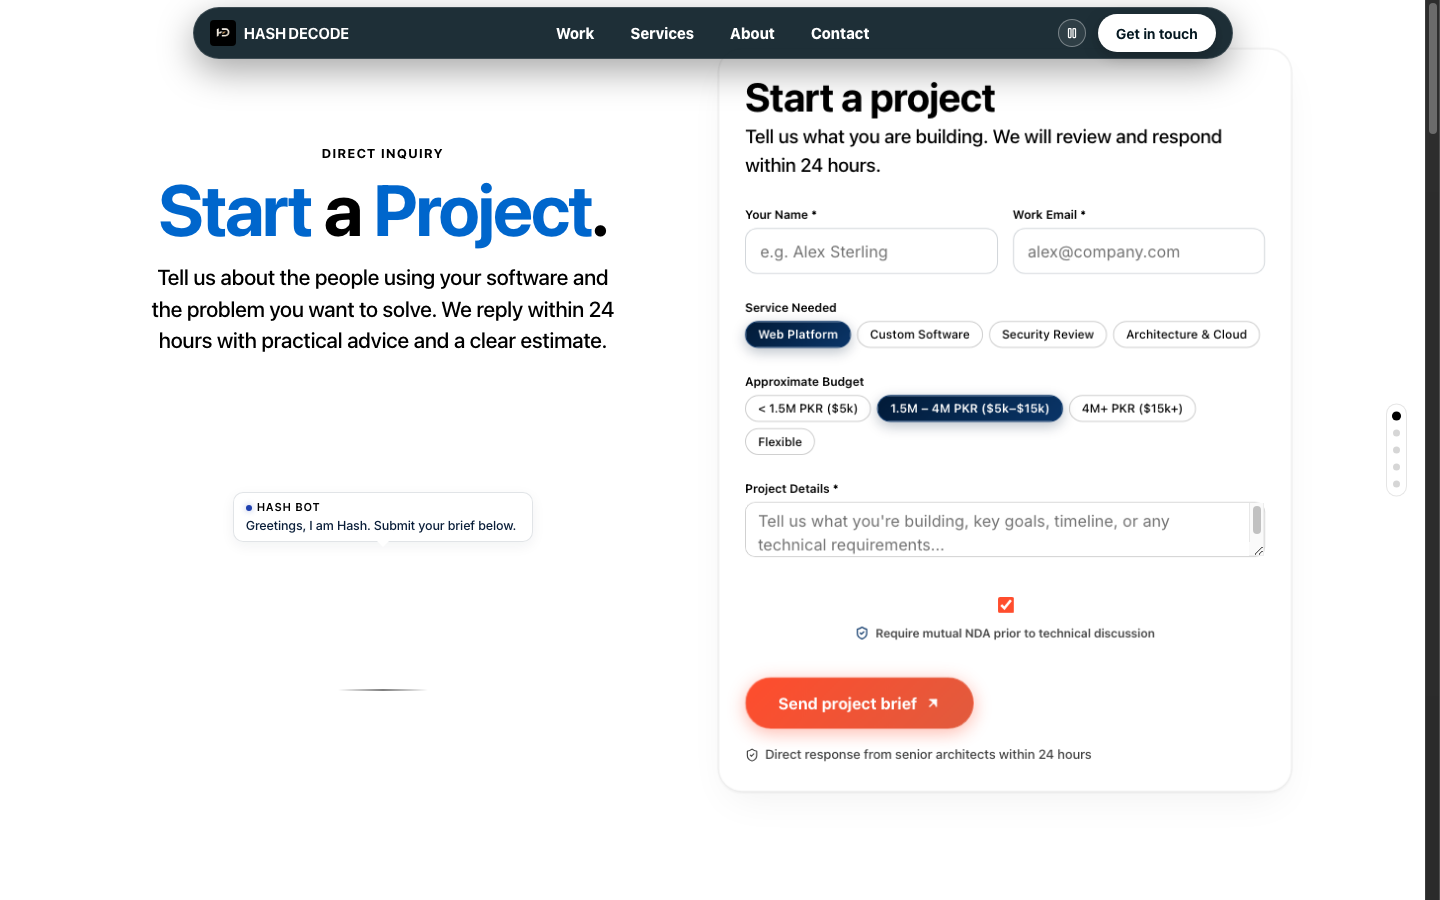 HASH DECODE
Work
Services
About
Contact
Get in touch
DIRECT INQUIRY
Start a Project.
Tell us about the people using your software and
the problem you want to solve. We reply within 24
hours with practical advice and a clear estimate.
HASH BOT
Greetings, I am Hash. Submit your brief below.
Start a project
Tell us what you are building. We will review and respond
within 24 hours.
Your Name *
Work Email *
e.g. Alex Sterling
alex@company.com
Service Needed
Web Platform
Custom Software
Security Review
Architecture & Cloud
Approximate Budget
< 1.5M PKR ($5k)
1.5M – 4M PKR ($5k–$15k)
4M+ PKR ($15k+)
Flexible
Project Details *
Tell us what you're building, key goals, timeline, or any
technical requirements...
Require mutual NDA prior to technical discussion
Send project brief
Direct response from senior architects within 24 hours